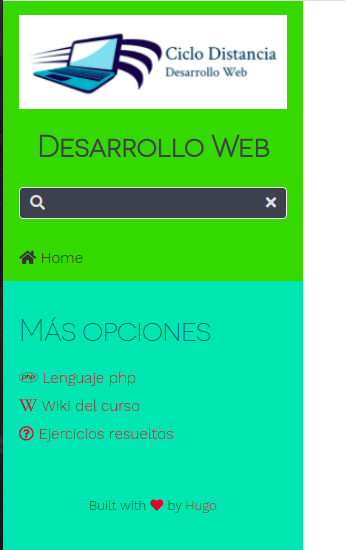 Ciclo Distancia
Desarrollo Web
Desarrollo Web
Home
Más opciones
php Lenguaje php
W Wiki del curso
Ejercicios resueltos
Built with ❤ by Hugo